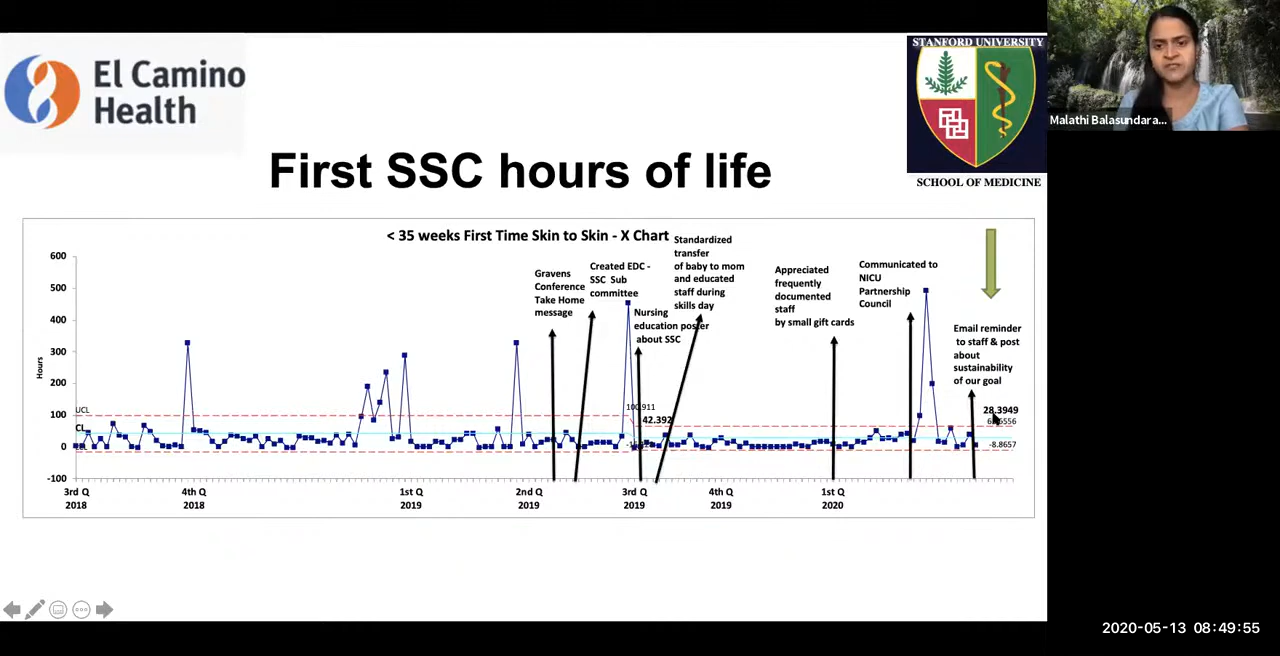 El Camino
Health
STANFORD UNIVERSITY
SCHOOL OF MEDICINE
Malathi Balasundara...
First SSC hours of life
< 35 weeks First Time Skin to Skin - X Chart
600
500
400
300
200
100
0
-100
Hours
UCL
CL
Gravens
Conference
Take Home
message
Created EDC -
SSC Sub
committee
Nursing
education poster
about SSC
Standardized
transfer
of baby to mom
and educated
staff during
skills day
Appreciated
frequently
documented
staff
by small gift cards
Communicated to
NICU
Partnership
Council
Email reminder
to staff & post
about
sustainability
of our goal
100.911
42.392
28.3949
-8.8657
3rd Q
2018
4th Q
2018
1st Q
2019
2nd Q
2019
3rd Q
2019
4th Q
2019
1st Q
2020
2020-05-13 08:49:55